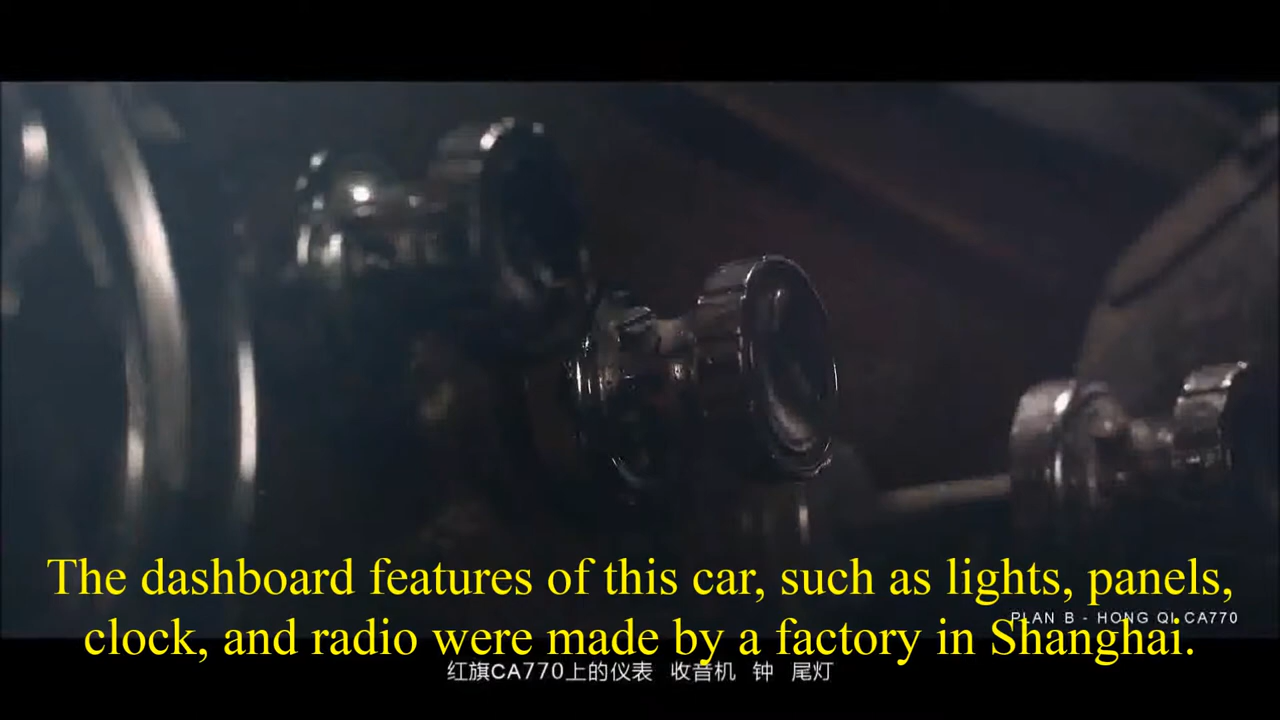 The dashboard features of this car, such as lights, panels,
PLAN B - HONG QI CA770
clock, and radio were made by a factory in Shanghai.
红旗CA770上的仪表 收音机 钟 尾灯